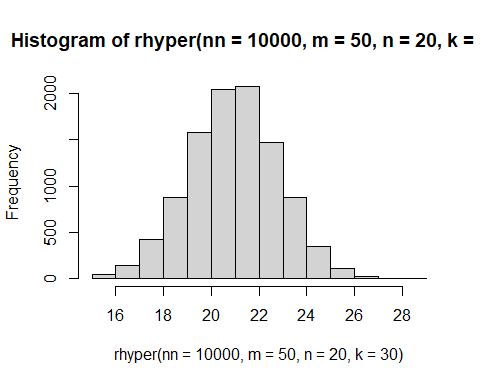 Histogram of rhyper(nn = 10000, m = 50, n = 20, k =
2000
1000
500
0
Frequency
16 18 20 22 24 26 28
rhyper(nn = 10000, m = 50, n = 20, k = 30)